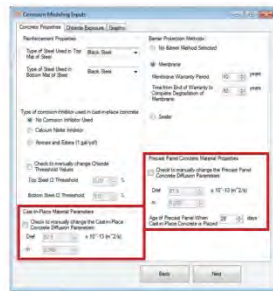 Corrosion Modeling Inputs
Concrete Properties Chloride Exposure Graphs
Reinforcement Properties
Type of Steel Used in Top Mat of Steel
Black Steel
Type of Steel Used in Bottom Mat of Steel
Black Steel
Type of corrosion inhibitor used in cast-in-place concrete
No Corrosion Inhibitor Used
Calcium Nitrite Inhibitor
Amines and Esters (1 gal/yd³)
Check to manually change Chloride Threshold Values
Top Steel Cl Threshold
%
Bottom Steel Cl Threshold
%
Cast-in-Place Material Parameters
Check to manually change the Cast-in-Place Concrete Diffusion Parameters
Dref
x 10^-13 (m^2/s)
m
Barrier Protection Methods
No Barrier Method Selected
Membrane
Membrane Warranty Period
10
years
Time from End of Warranty to Complete Degradation of Membrane
years
Sealer
Precast Panel Concrete Material Properties
Check to manually change the Precast Panel Concrete Diffusion Parameters
Dref
x 10^-13 (m^2/s)
m
Age of Precast Panel When Cast-in-Place Concrete is Placed
28
days
Back
Next